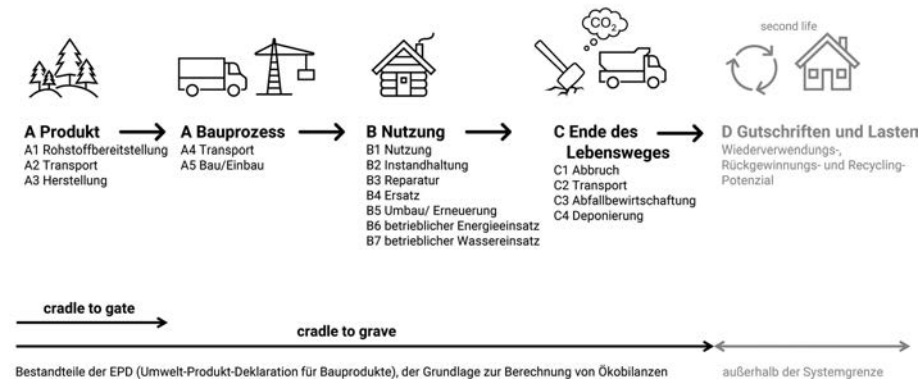 CO2
second life
A Produkt
A1 Rohstoffbereitstellung
A2 Transport
A3 Herstellung
A Bauprozess
A4 Transport
A5 Bau/Einbau
B Nutzung
B1 Nutzung
B2 Instandhaltung
B3 Reparatur
B4 Ersatz
B5 Umbau/ Erneuerung
B6 betrieblicher Energieeinsatz
B7 betrieblicher Wassereinsatz
C Ende des
Lebensweges
C1 Abbruch
C2 Transport
C3 Abfallbewirtschaftung
C4 Deponierung
D Gutschriften und Lasten
Wiederverwendungs-,
Rückgewinnungs- und Recycling-
Potenzial
cradle to gate
cradle to grave
Bestandteile der EPD (Umwelt-Produkt-Deklaration für Bauprodukte), der Grundlage zur Berechnung von Ökobilanzen
außerhalb der Systemgrenze